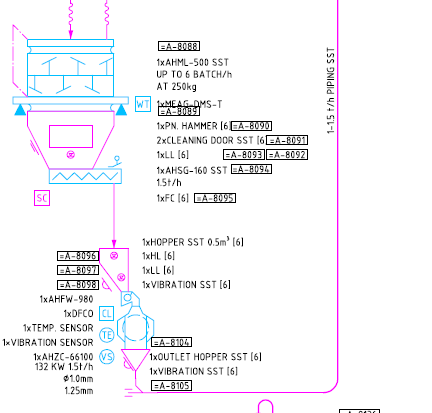 =A-8088
1xAHML-500 SST
UP TO 6 BATCH/h
AT 250kg
WT
1xMEAG-DMS-T
=A-8089
1xPN. HAMMER [6] =A-8090
2xCLEANING DOOR SST [6 =A-8091
1xLL [6] =A-8093 =A-8092
1xAHSG-160 SST =A-8094
1.5t/h
1xFC [6] =A-8095
SC
1-1.5 t/h PIPING SST
1xHOPPER SST 0.5m³ [6]
=A-8096 1xHL [6]
=A-8097 1xLL [6]
=A-8098 1xVIBRATION SST [6]
1xAHFW-980
1xDFCO CL
1xTEMP. SENSOR TE
1xVIBRATION SENSOR =A-8104
1xAHZC-66100 VS 1xOUTLET HOPPER SST [6]
132 KW 1.5t/h
1xVIBRATION SST [6]
Ø1.0mm
=A-8105
1.25mm